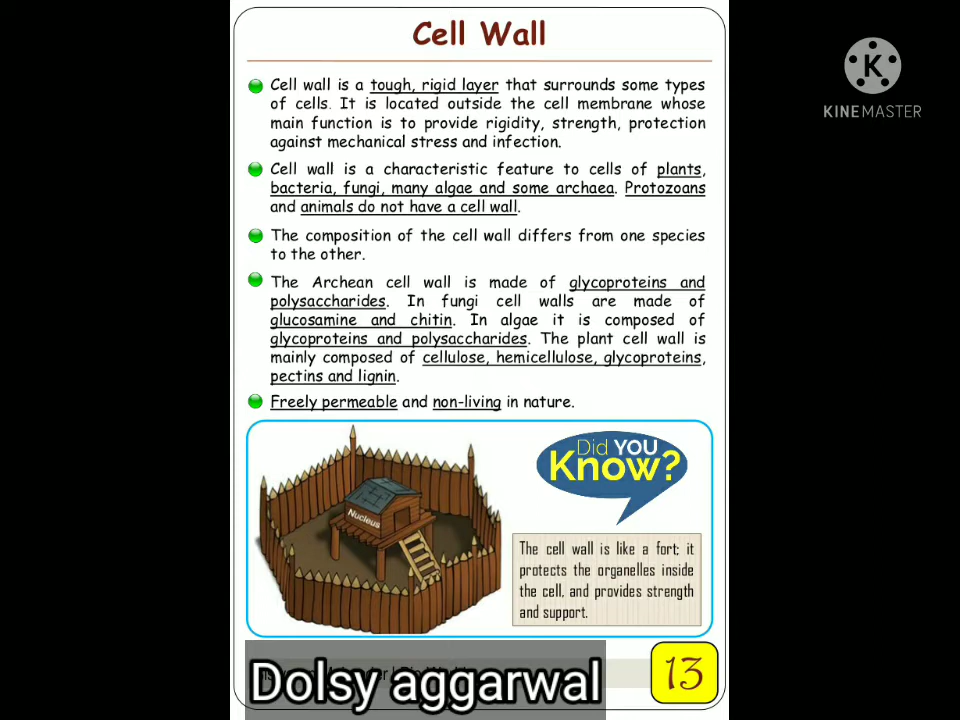 Cell Wall
KINEMASTER
Cell wall is a tough, rigid layer that surrounds some types
of cells. It is located outside the cell membrane whose
main function is to provide rigidity, strength, protection
against mechanical stress and infection.
Cell wall is a characteristic feature to cells of plants,
bacteria, fungi, many algae and some archaea. Protozoans
and animals do not have a cell wall.
The composition of the cell wall differs from one species
to the other.
The Archean cell wall is made of glycoproteins and
polysaccharides. In fungi cell walls are made of
glucosamine and chitin. In algae it is composed of
glycoproteins and polysaccharides. The plant cell wall is
mainly composed of cellulose, hemicellulose, glycoproteins,
pectins and lignin.
Freely permeable and non-living in nature.
Nucleus
Did YOU
Know?
The cell wall is like a fort; it
protects the organelles inside
the cell, and provides strength
and support.
Dolsy aggarwal
13